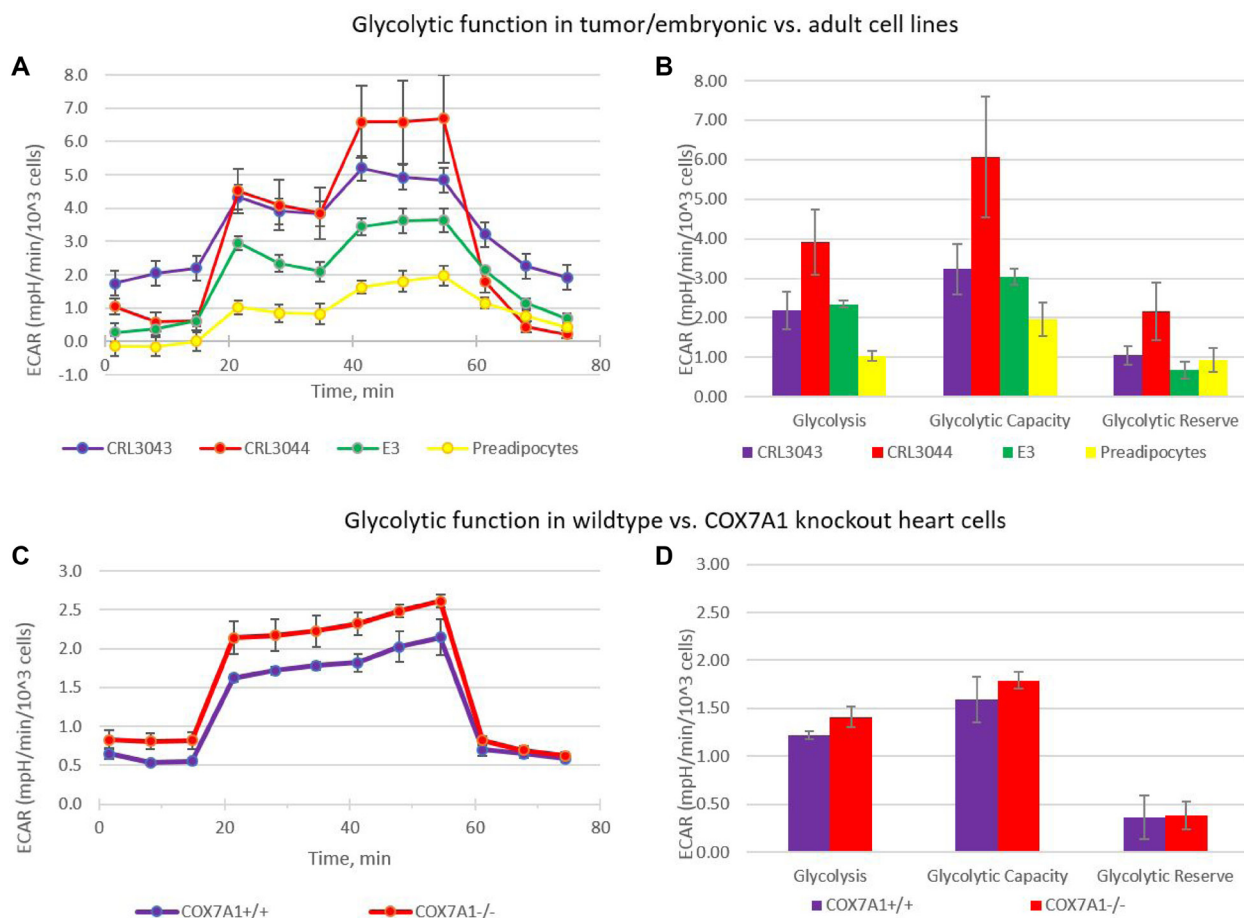 Glycolytic function in tumor/embryonic vs. adult cell lines
A
ECAR (mpH/min/10^3 cells)
8.0
7.0
6.0
5.0
4.0
3.0
2.0
1.0
0.0
-1.0
0
20
40
60
80
Time, min
CRL3043
CRL3044
E3
Preadipocytes
B
ECAR (mpH/min/10^3 cells)
8.00
7.00
6.00
5.00
4.00
3.00
2.00
1.00
0.00
Glycolysis
Glycolytic Capacity
Glycolytic Reserve
CRL3043
CRL3044
E3
Preadipocytes
Glycolytic function in wildtype vs. COX7A1 knockout heart cells
C
ECAR (mpH/min/10^3 cells)
3.0
2.5
2.0
1.5
1.0
0.5
0.0
0
20
40
60
80
Time, min
COX7A1+/+
COX7A1-/-
D
ECAR (mpH/min/10^3 cells)
3.00
2.50
2.00
1.50
1.00
0.50
0.00
Glycolysis
Glycolytic Capacity
Glycolytic Reserve
COX7A1+/+
COX7A1-/-